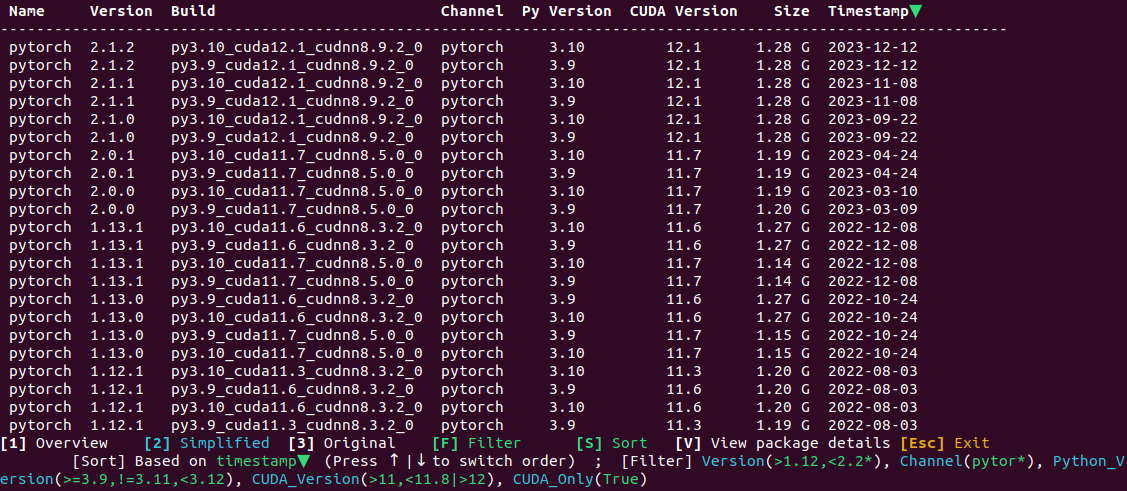 Name Version Build Channel Py Version CUDA Version Size Timestamp▼
--------------------------------------------------------------------------------------------------------------
pytorch 2.1.2 py3.10_cuda12.1_cudnn8.9.2_0 pytorch 3.10 12.1 1.28 G 2023-12-12
pytorch 2.1.2 py3.9_cuda12.1_cudnn8.9.2_0 pytorch 3.9 12.1 1.28 G 2023-12-12
pytorch 2.1.1 py3.10_cuda12.1_cudnn8.9.2_0 pytorch 3.10 12.1 1.28 G 2023-11-08
pytorch 2.1.1 py3.9_cuda12.1_cudnn8.9.2_0 pytorch 3.9 12.1 1.28 G 2023-11-08
pytorch 2.1.0 py3.10_cuda12.1_cudnn8.9.2_0 pytorch 3.10 12.1 1.28 G 2023-09-22
pytorch 2.1.0 py3.9_cuda12.1_cudnn8.9.2_0 pytorch 3.9 12.1 1.28 G 2023-09-22
pytorch 2.0.1 py3.10_cuda11.7_cudnn8.5.0_0 pytorch 3.10 11.7 1.19 G 2023-04-24
pytorch 2.0.1 py3.9_cuda11.7_cudnn8.5.0_0 pytorch 3.9 11.7 1.19 G 2023-04-24
pytorch 2.0.0 py3.10_cuda11.7_cudnn8.5.0_0 pytorch 3.10 11.7 1.19 G 2023-03-10
pytorch 2.0.0 py3.9_cuda11.7_cudnn8.5.0_0 pytorch 3.9 11.7 1.20 G 2023-03-09
pytorch 1.13.1 py3.10_cuda11.6_cudnn8.3.2_0 pytorch 3.10 11.6 1.27 G 2022-12-08
pytorch 1.13.1 py3.9_cuda11.6_cudnn8.3.2_0 pytorch 3.9 11.6 1.27 G 2022-12-08
pytorch 1.13.1 py3.10_cuda11.7_cudnn8.5.0_0 pytorch 3.10 11.7 1.14 G 2022-12-08
pytorch 1.13.1 py3.9_cuda11.7_cudnn8.5.0_0 pytorch 3.9 11.7 1.14 G 2022-12-08
pytorch 1.13.0 py3.9_cuda11.6_cudnn8.3.2_0 pytorch 3.9 11.6 1.27 G 2022-10-24
pytorch 1.13.0 py3.10_cuda11.6_cudnn8.3.2_0 pytorch 3.10 11.6 1.27 G 2022-10-24
pytorch 1.13.0 py3.9_cuda11.7_cudnn8.5.0_0 pytorch 3.9 11.7 1.15 G 2022-10-24
pytorch 1.13.0 py3.10_cuda11.7_cudnn8.5.0_0 pytorch 3.10 11.7 1.15 G 2022-10-24
pytorch 1.12.1 py3.10_cuda11.3_cudnn8.3.2_0 pytorch 3.10 11.3 1.20 G 2022-08-03
pytorch 1.12.1 py3.9_cuda11.6_cudnn8.3.2_0 pytorch 3.9 11.6 1.20 G 2022-08-03
pytorch 1.12.1 py3.10_cuda11.6_cudnn8.3.2_0 pytorch 3.10 11.6 1.20 G 2022-08-03
pytorch 1.12.1 py3.9_cuda11.3_cudnn8.3.2_0 pytorch 3.9 11.3 1.19 G 2022-08-03
[1] Overview [2] Simplified [3] Original [F] Filter [S] Sort [V] View package details [Esc] Exit
[Sort] Based on timestamp▼ (Press ↑|↓to switch order) ; [Filter] Version(>1.12,<2.2*), Channel(pytor*), Python_V
ersion(>=3.9,!=3.11,<3.12), CUDA_Version(>11,<11.8|>12), CUDA_Only(True)